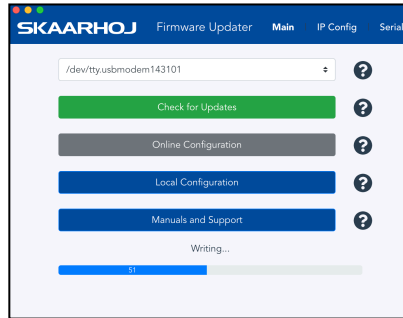 SKAARHOJ Firmware Updater Main IP Config Serial
/dev/tty.usbmodem143101
?
Check for Updates
?
Online Configuration
?
Local Configuration
?
Manuals and Support
?
Writing...
51